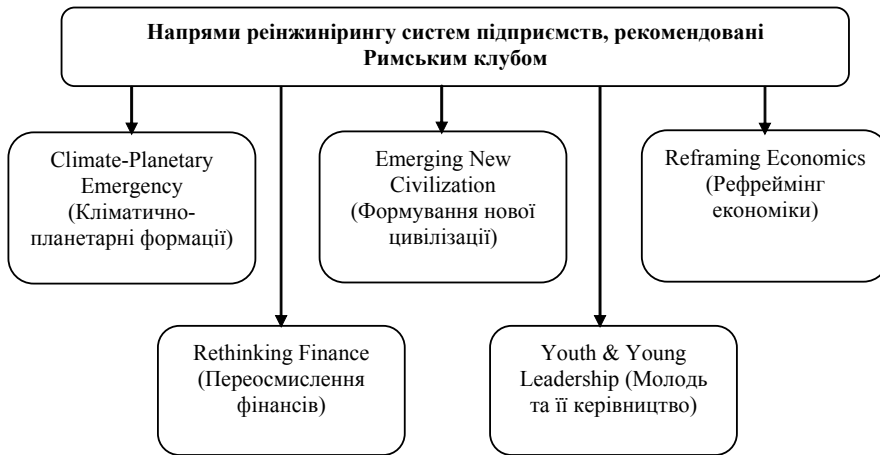 Напрями реінжинірингу систем підприємств, рекомендовані
Римським клубом
Climate-Planetary
Emergency
(Кліматично-
планетарні формації)
Emerging New
Civilization
(Формування нової
цивілізації)
Reframing Economics
(Рефреймінг
економіки)
Rethinking Finance
(Переосмислення
фінансів)
Youth & Young
Leadership (Молодь
та її керівництво)